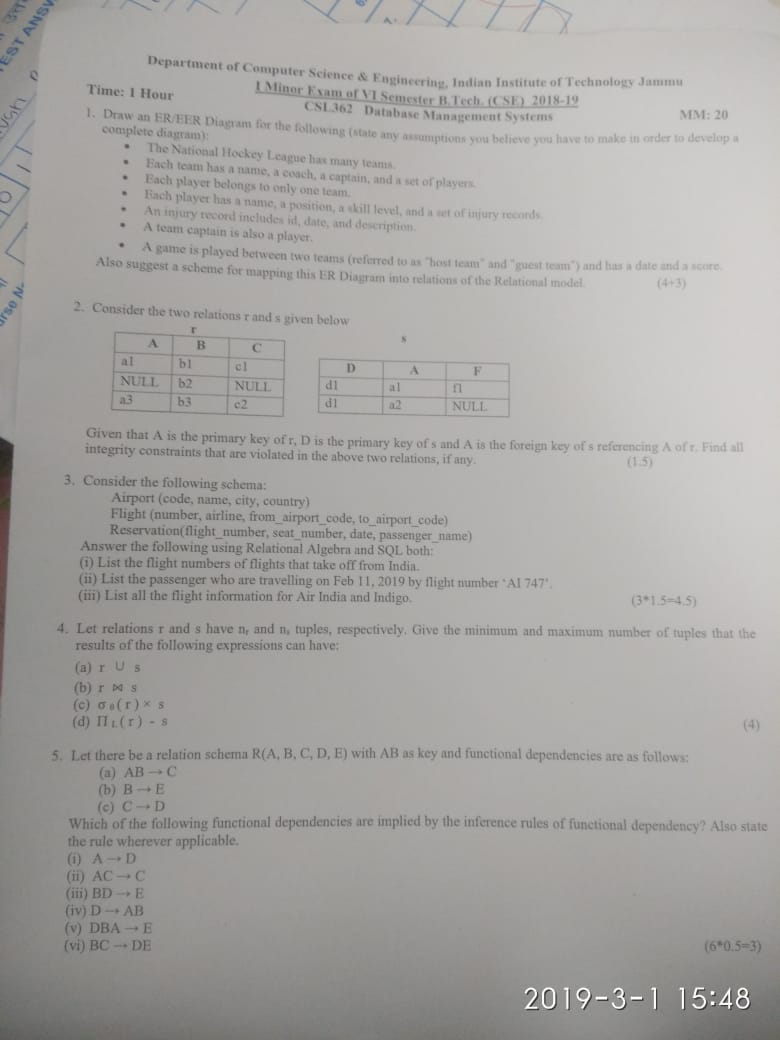 TEST ANSW
Department of Computer Science & Engineering, Indian Institute of Technology Jammu
I Minor Exam of VI Semester B.Tech. (CSE) 2018-19
Time: 1 Hour CSL362 Database Management Systems MM: 20
1. Draw an ER/EER Diagram for the following (state any assumptions you believe you have to make in order to develop a
complete diagram):
• The National Hockey League has many teams.
• Each team has a name, a coach, a captain, and a set of players.
• Each player belongs to only one team.
• Each player has a name, a position, a skill level, and a set of injury records.
• An injury record includes id, date, and description.
• A team captain is also a player.
• A game is played between two teams (referred to as "host team" and "guest team") and has a date and a score.
Also suggest a scheme for mapping this ER Diagram into relations of the Relational model. (4+3)
2. Consider the two relations r and s given below
r s
A B C
a1 b1 c1
NULL b2 NULL
a3 b3 c2
D A F
d1 a1 f1
d1 a2 NULL
Given that A is the primary key of r, D is the primary key of s and A is the foreign key of s referencing A of r. Find all
integrity constraints that are violated in the above two relations, if any. (1.5)
3. Consider the following schema:
Airport (code, name, city, country)
Flight (number, airline, from_airport_code, to_airport_code)
Reservation(flight_number, seat_number, date, passenger_name)
Answer the following using Relational Algebra and SQL both:
(i) List the flight numbers of flights that take off from India.
(ii) List the passenger who are travelling on Feb 11, 2019 by flight number 'AI 747'.
(iii) List all the flight information for Air India and Indigo. (3*1.5=4.5)
4. Let relations r and s have nᵣ and nₛ tuples, respectively. Give the minimum and maximum number of tuples that the
results of the following expressions can have:
(a) r ∪ s
(b) r ⋈ s
(c) σ θ(r) × s
(d) Π L(r) - s (4)
5. Let there be a relation schema R(A, B, C, D, E) with AB as key and functional dependencies are as follows:
(a) AB → C
(b) B → E
(c) C → D
Which of the following functional dependencies are implied by the inference rules of functional dependency? Also state
the rule wherever applicable.
(i) A → D
(ii) AC → C
(iii) BD → E
(iv) D → AB
(v) DBA → E
(vi) BC → DE (6*0.5=3)
2019-3-1 15:48